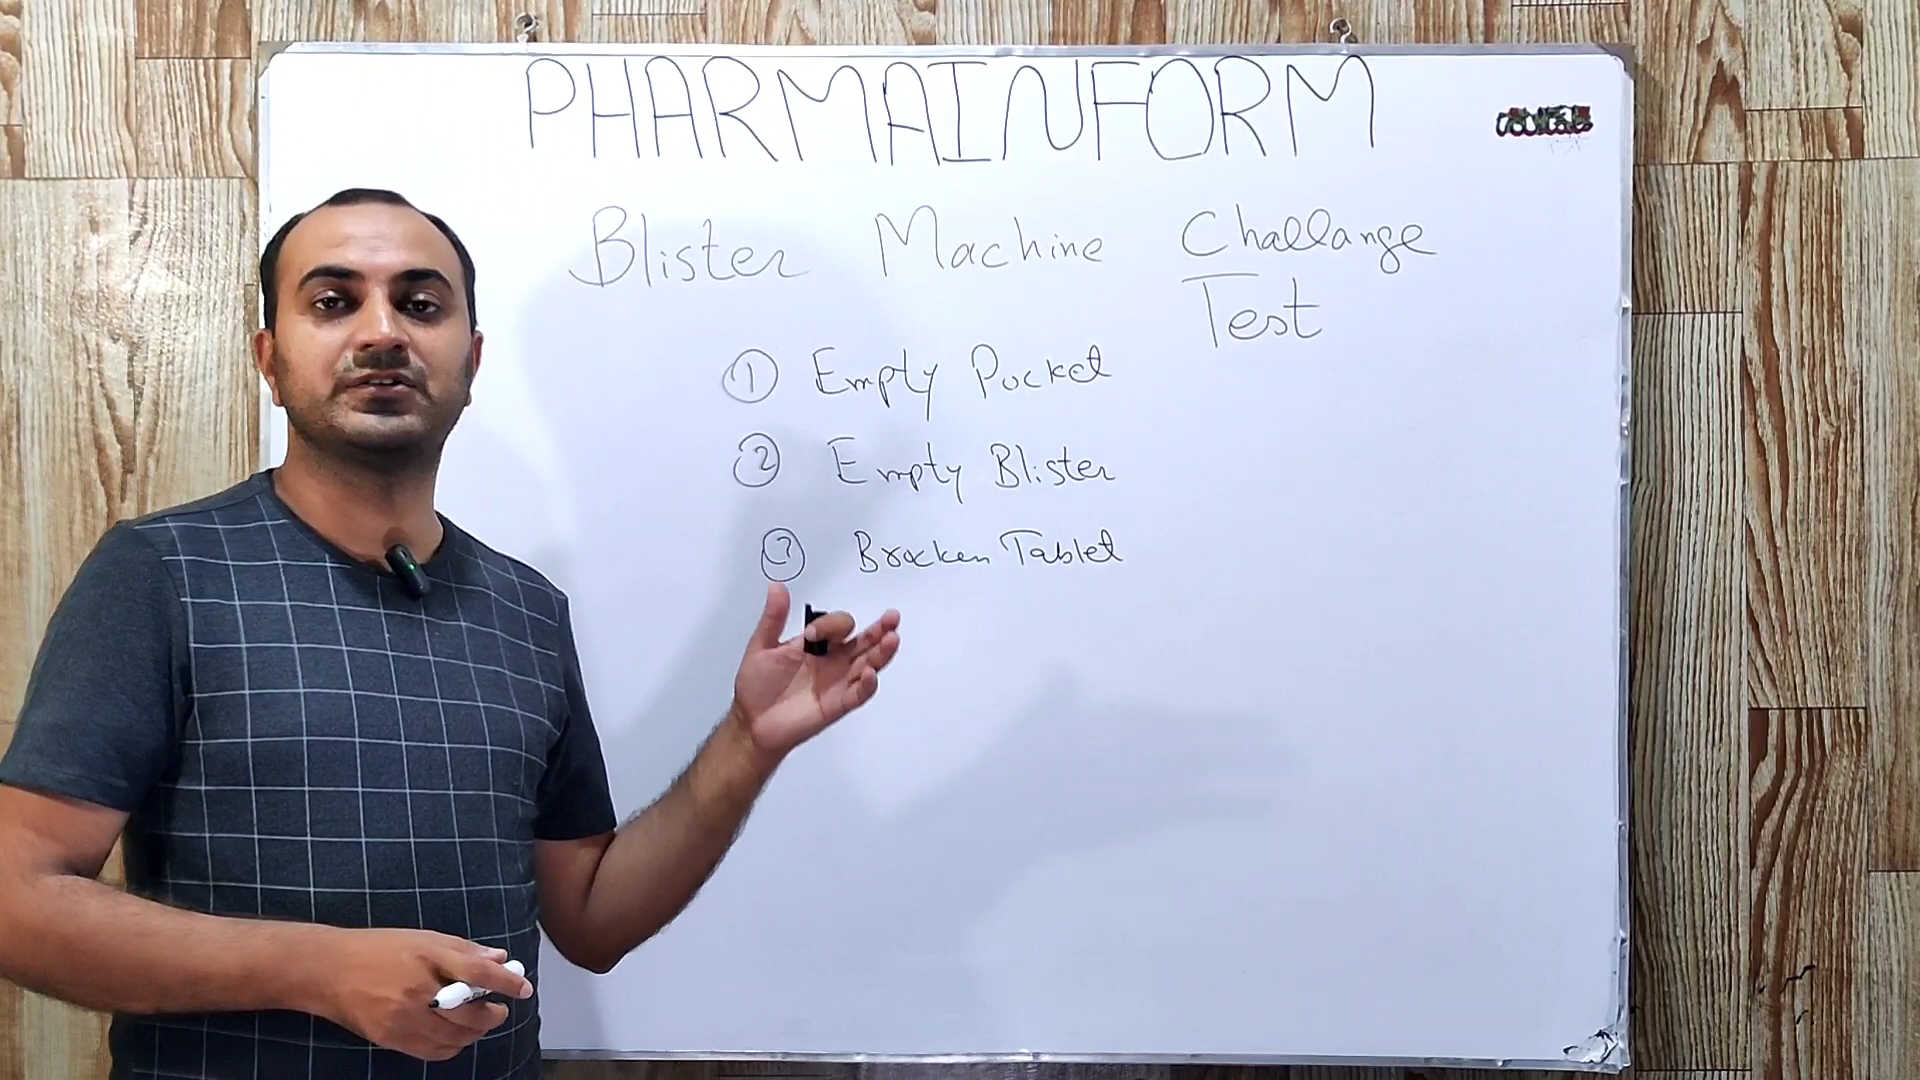 PHARMAINFORM
Blister Machine Challange
Test
① Empty Pocket
② Empty Blister
③ Brocken Tablet